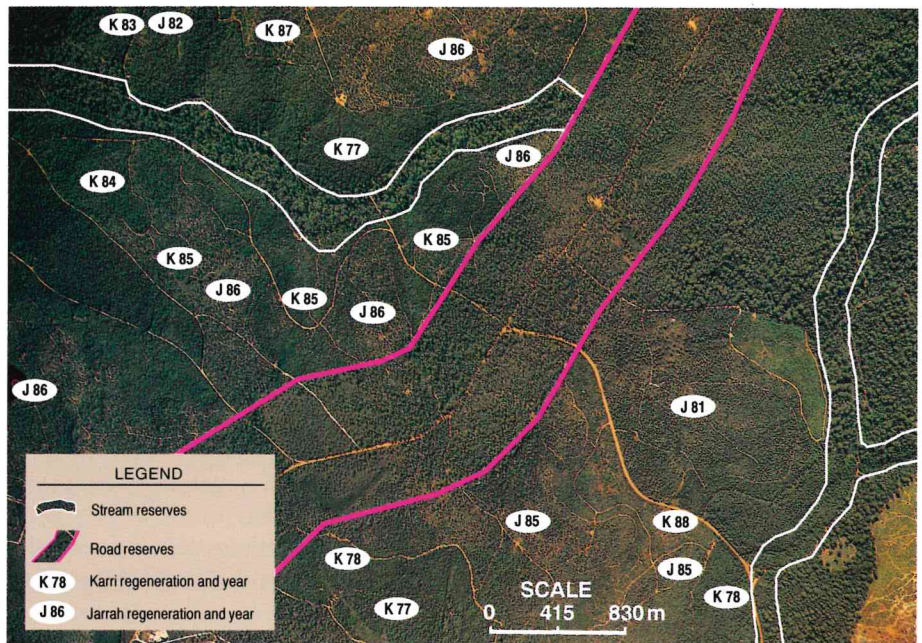 K 83
J 82
K 87
J 86
K 77
J 86
K 84
K 85
K 85
J 86
K 85
J 86
J 86
J 81
LEGEND
Stream reserves
Road reserves
K 78 Karri regeneration and year
J 86 Jarrah regeneration and year
J 85
K 88
K 78
J 85
K 78
K 77
SCALE
0 415 830 m